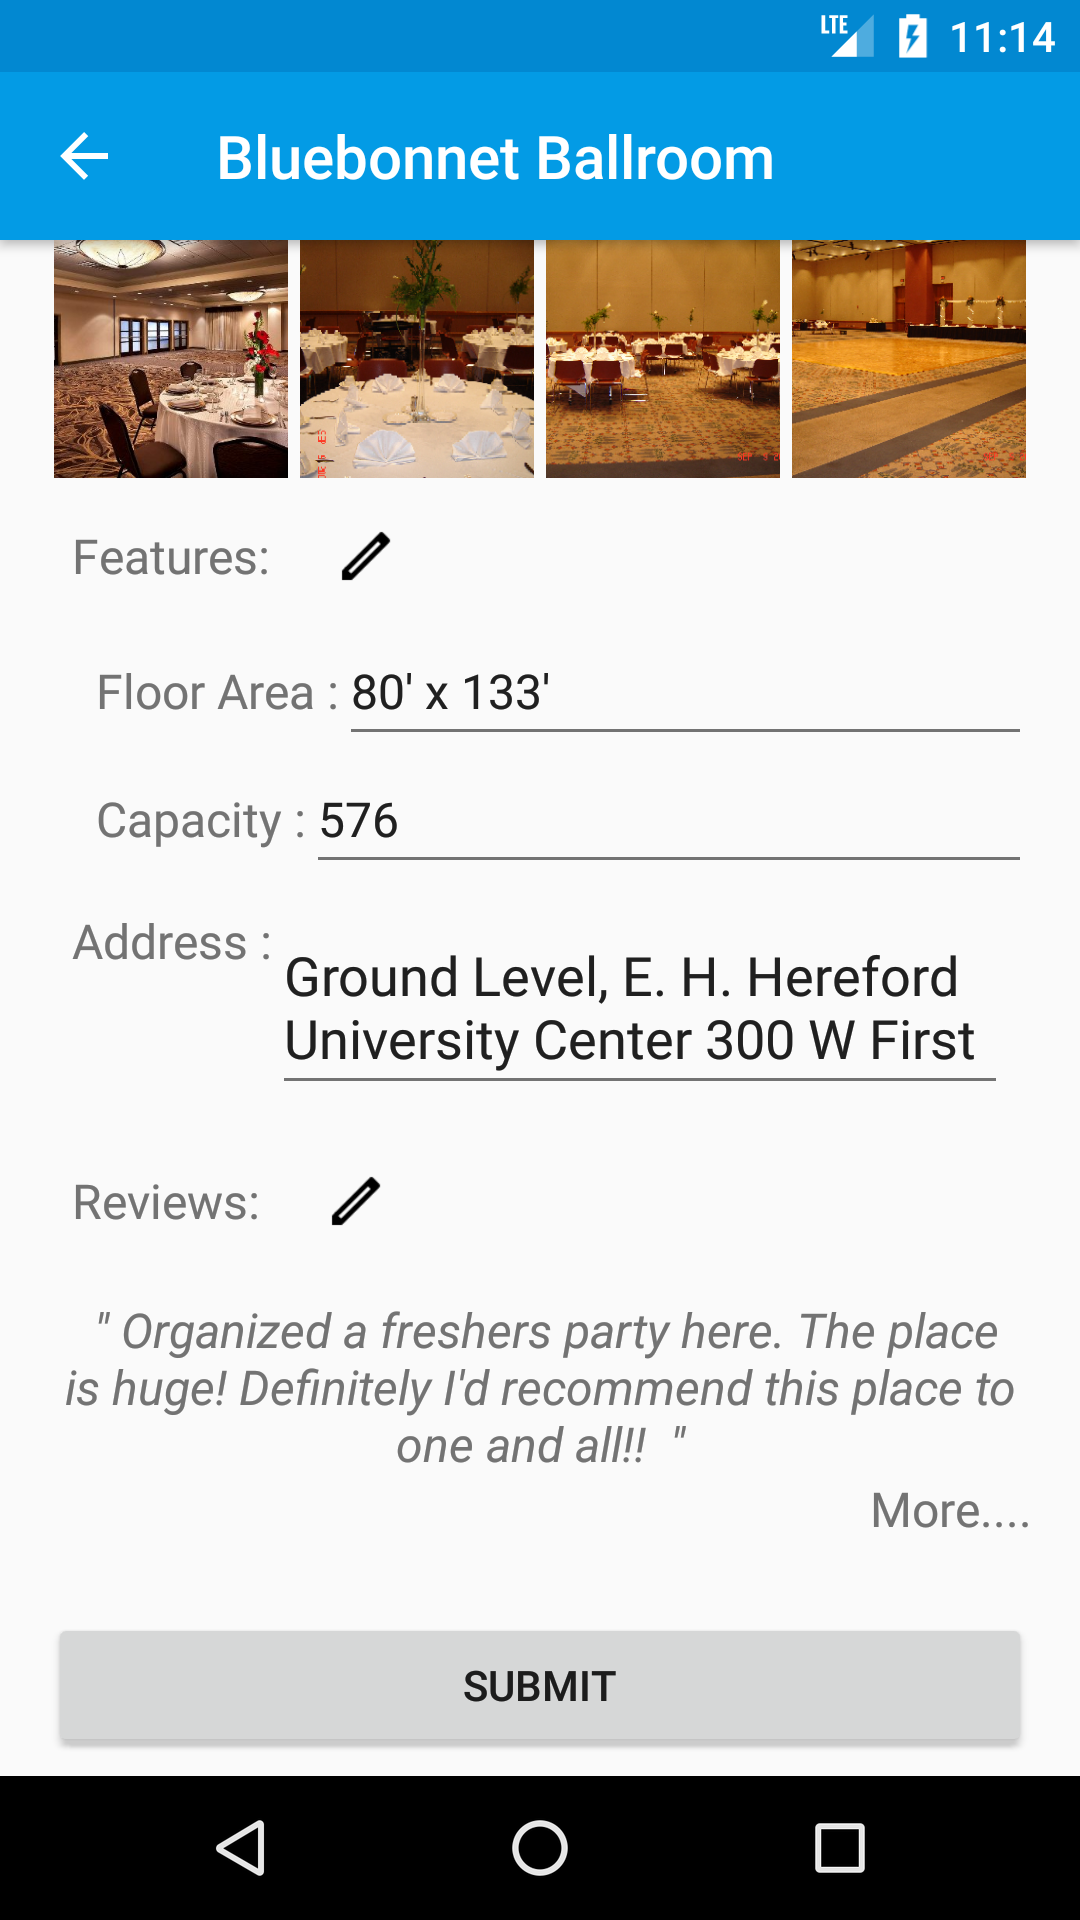 LTE 11:14
Bluebonnet Ballroom
Features:
Floor Area : 80' x 133'
Capacity : 576
Address :
Ground Level, E. H. Hereford
University Center 300 W First
Reviews:
" Organized a freshers party here. The place
is huge! Definitely I'd recommend this place to
one and all!! "
More....
SUBMIT